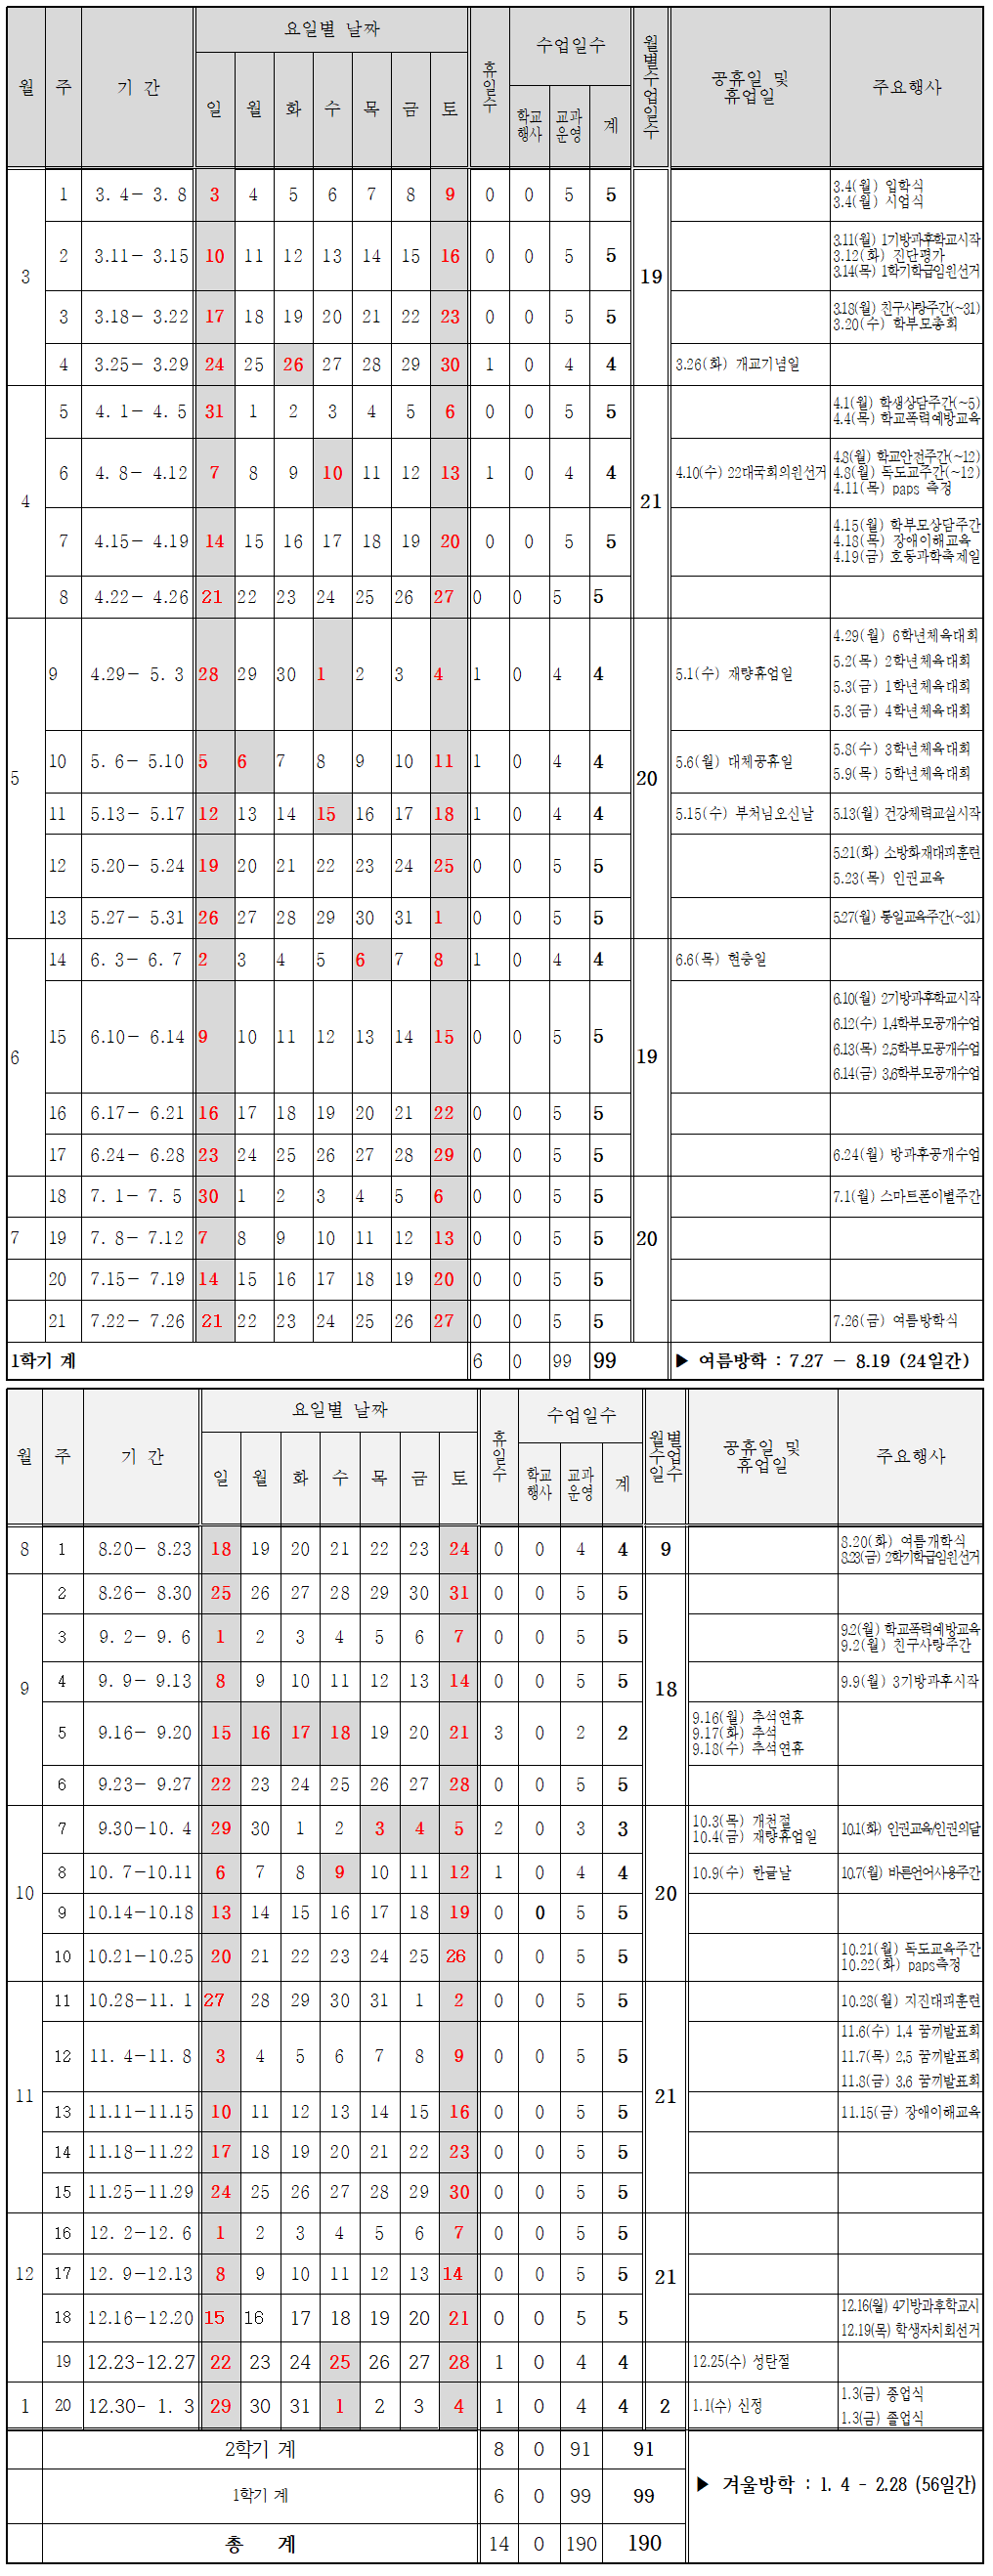 월 주 기 간 요일별 날짜 휴일수 수업일수 월별수업일수 공휴일 및 휴업일 주요행사
일 월 화 수 목 금 토 학교행사 교과운영 계
3 1 3. 4− 3. 8 3 4 5 6 7 8 9 0 0 5 5 19 3.4(월) 입학식
3.4(월) 시업식
2 3.11− 3.15 10 11 12 13 14 15 16 0 0 5 5 3.11(월) 1기방과후학교시작
3.12(화) 진단평가
3.14(목) 1학기학급임원선거
3 3.18− 3.22 17 18 19 20 21 22 23 0 0 5 5 3.18(월) 친구사랑주간(~31)
3.20(수) 학부모총회
4 3.25− 3.29 24 25 26 27 28 29 30 1 0 4 4 3.26(화) 개교기념일
4 5 4. 1− 4. 5 31 1 2 3 4 5 6 0 0 5 5 21 4.1(월) 학생상담주간(~5)
4.4(목) 학교폭력예방교육
6 4. 8− 4.12 7 8 9 10 11 12 13 1 0 4 4 4.10(수) 22대국회의원선거 4.8(월) 학교안전주간(~12)
4.8(월) 독도교주간(~12)
4.11(목) paps 측정
7 4.15− 4.19 14 15 16 17 18 19 20 0 0 5 5 4.15(월) 학부모상담주간
4.18(목) 장애이해교육
4.19(금) 호동과학축제일
8 4.22− 4.26 21 22 23 24 25 26 27 0 0 5 5
5 9 4.29− 5. 3 28 29 30 1 2 3 4 1 0 4 4 20 5.1(수) 재량휴업일 4.29(월) 6학년체육대회
5.2(목) 2학년체육대회
5.3(금) 1학년체육대회
5.3(금) 4학년체육대회
10 5. 6− 5.10 5 6 7 8 9 10 11 1 0 4 4 5.6(월) 대체공휴일 5.8(수) 3학년체육대회
5.9(목) 5학년체육대회
11 5.13− 5.17 12 13 14 15 16 17 18 1 0 4 4 5.15(수) 부처님오신날 5.13(월) 건강체력교실시작
12 5.20− 5.24 19 20 21 22 23 24 25 0 0 5 5 5.21(화) 소방화재대피훈련
5.23(목) 인권교육
13 5.27− 5.31 26 27 28 29 30 31 1 0 0 5 5 5.27(월) 통일교육주간(~31)
6 14 6. 3− 6. 7 2 3 4 5 6 7 8 1 0 4 4 19 6.6(목) 현충일
15 6.10− 6.14 9 10 11 12 13 14 15 0 0 5 5 6.10(월) 2기방과후학교시작
6.12(수) 1,4학부모공개수업
6.13(목) 2,5학부모공개수업
6.14(금) 3,6학부모공개수업
16 6.17− 6.21 16 17 18 19 20 21 22 0 0 5 5
17 6.24− 6.28 23 24 25 26 27 28 29 0 0 5 5 6.24(월) 방과후공개수업
18 7. 1− 7. 5 30 1 2 3 4 5 6 0 0 5 5 7.1(월) 스마트폰이별주간
7 19 7. 8− 7.12 7 8 9 10 11 12 13 0 0 5 5 20
20 7.15− 7.19 14 15 16 17 18 19 20 0 0 5 5
21 7.22− 7.26 21 22 23 24 25 26 27 0 0 5 5 7.26(금) 여름방학식
1학기 계 6 0 99 99 ▶ 여름방학 : 7.27 − 8.19 (24일간)
월 주 기 간 요일별 날짜 휴일수 수업일수 월별수업일수 공휴일 및 휴업일 주요행사
일 월 화 수 목 금 토 학교행사 교과운영 계
8 1 8.20− 8.23 18 19 20 21 22 23 24 0 0 4 4 9 8.20(화) 여름개학식
8.23(금) 2학기학급임원선거
9 2 8.26− 8.30 25 26 27 28 29 30 31 0 0 5 5 18
3 9. 2− 9. 6 1 2 3 4 5 6 7 0 0 5 5 9.2(월) 학교폭력예방교육
9.2(월) 친구사랑주간
4 9. 9− 9.13 8 9 10 11 12 13 14 0 0 5 5 9.9(월) 3기방과후시작
5 9.16− 9.20 15 16 17 18 19 20 21 3 0 2 2 9.16(월) 추석연휴
9.17(화) 추석
9.18(수) 추석연휴
6 9.23− 9.27 22 23 24 25 26 27 28 0 0 5 5
10 7 9.30−10. 4 29 30 1 2 3 4 5 2 0 3 3 20 10.3(목) 개천절
10.4(금) 재량휴업일 10.1(화) 인권교육/인권의달
8 10. 7−10.11 6 7 8 9 10 11 12 1 0 4 4 10.9(수) 한글날 10.7(월) 바른언어사용주간
9 10.14−10.18 13 14 15 16 17 18 19 0 0 5 5
10 10.21−10.25 20 21 22 23 24 25 26 0 0 5 5 10.21(월) 독도교육주간
10.22(화) paps측정
11 11 10.28−11. 1 27 28 29 30 31 1 2 0 0 5 5 21 10.28(월) 지진대피훈련
12 11. 4−11. 8 3 4 5 6 7 8 9 0 0 5 5 11.6(수) 1,4 꿈끼발표회
11.7(목) 2,5 꿈끼발표회
11.8(금) 3,6 꿈끼발표회
13 11.11−11.15 10 11 12 13 14 15 16 0 0 5 5 11.15(금) 장애이해교육
14 11.18−11.22 17 18 19 20 21 22 23 0 0 5 5
15 11.25−11.29 24 25 26 27 28 29 30 0 0 5 5
12 16 12. 2−12. 6 1 2 3 4 5 6 7 0 0 5 5 21
17 12. 9−12.13 8 9 10 11 12 13 14 0 0 5 5
18 12.16−12.20 15 16 17 18 19 20 21 0 0 5 5 12.16(월) 4기방과후학교시
12.19(목) 학생자치회선거
19 12.23-12.27 22 23 24 25 26 27 28 1 0 4 4 12.25(수) 성탄절
1 20 12.30- 1. 3 29 30 31 1 2 3 4 1 0 4 4 2 1.1(수) 신정 1.3(금) 종업식
1.3(금) 졸업식
2학기 계 8 0 91 91
1학기 계 6 0 99 99 ▶ 겨울방학 : 1. 4 - 2.28 (56일간)
총 계 14 0 190 190